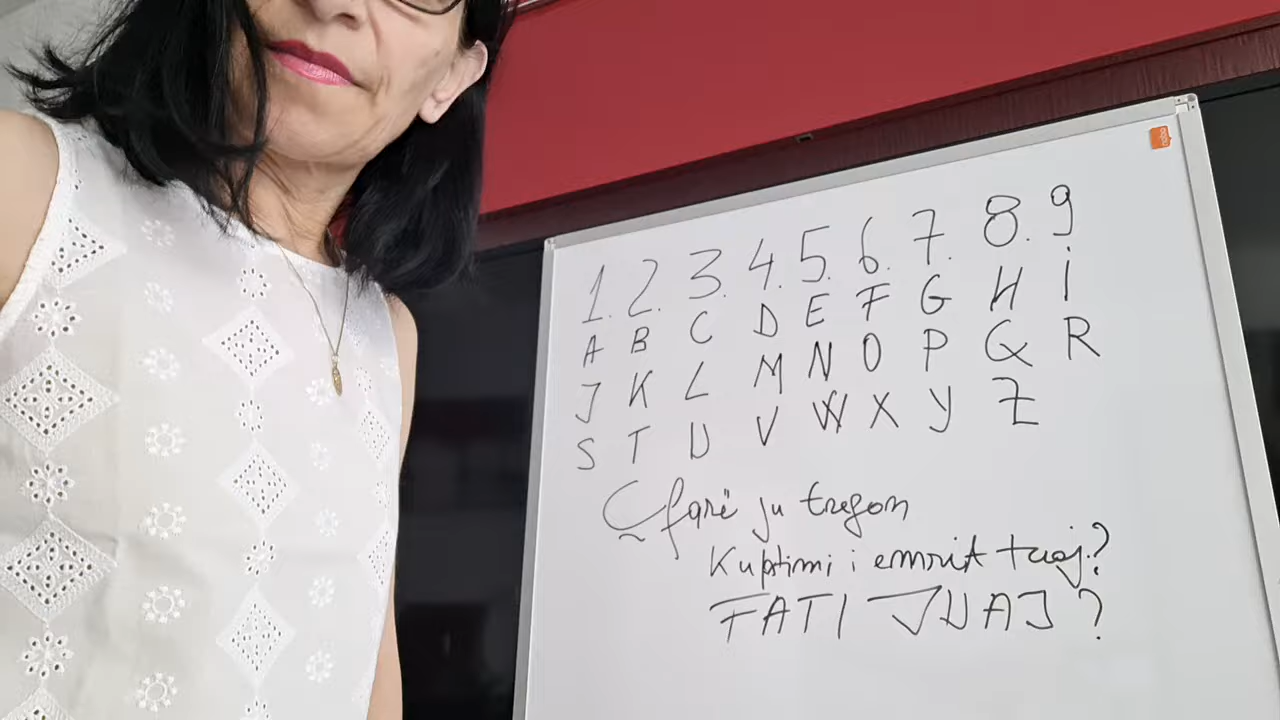 1. 2. 3. 4. 5. 6. 7. 8. 9
A B C D E F G H i
J K L M N O P Q R
S T U V W X Y Z
Çfarë ju tregon
Kuptimi i emrit tuaj?
FATI JUAJ?